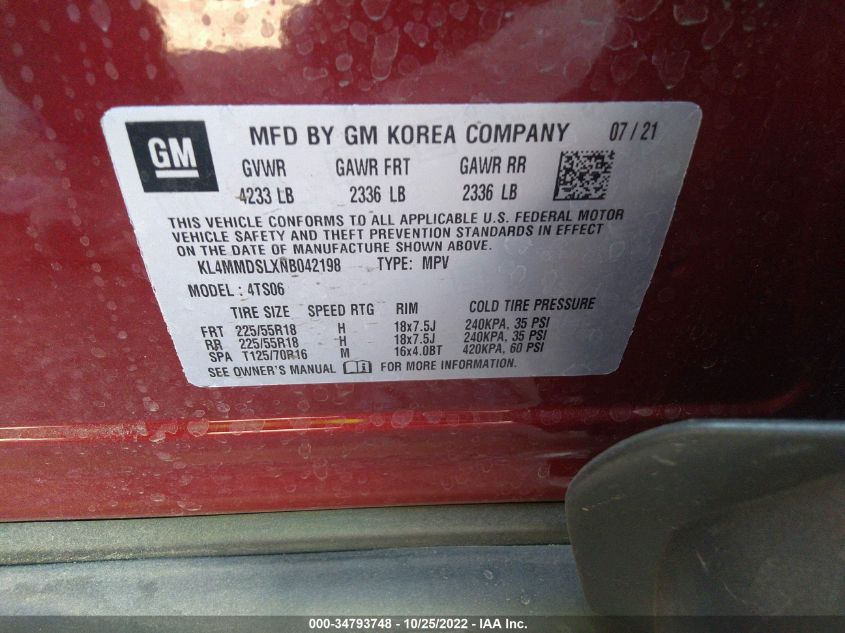 GM MFD BY GM KOREA COMPANY 07/21
GVWR GAWR FRT GAWR RR
4233 LB 2336 LB 2336 LB
THIS VEHICLE CONFORMS TO ALL APPLICABLE U.S. FEDERAL MOTOR
VEHICLE SAFETY AND THEFT PREVENTION STANDARDS IN EFFECT
ON THE DATE OF MANUFACTURE SHOWN ABOVE.
KL4MMDSLXNB042198 TYPE: MPV
MODEL: 4TS06
TIRE SIZE SPEED RTG RIM COLD TIRE PRESSURE
FRT 225/55R18 H 18x7.5J 240KPA, 35 PSI
RR 225/55R18 H 18x7.5J 240KPA, 35 PSI
SPA T125/70R16 M 16x4.0BT 420KPA, 60 PSI
SEE OWNER'S MANUAL FOR MORE INFORMATION.
000-34793748 - 10/25/2022 - IAA Inc.